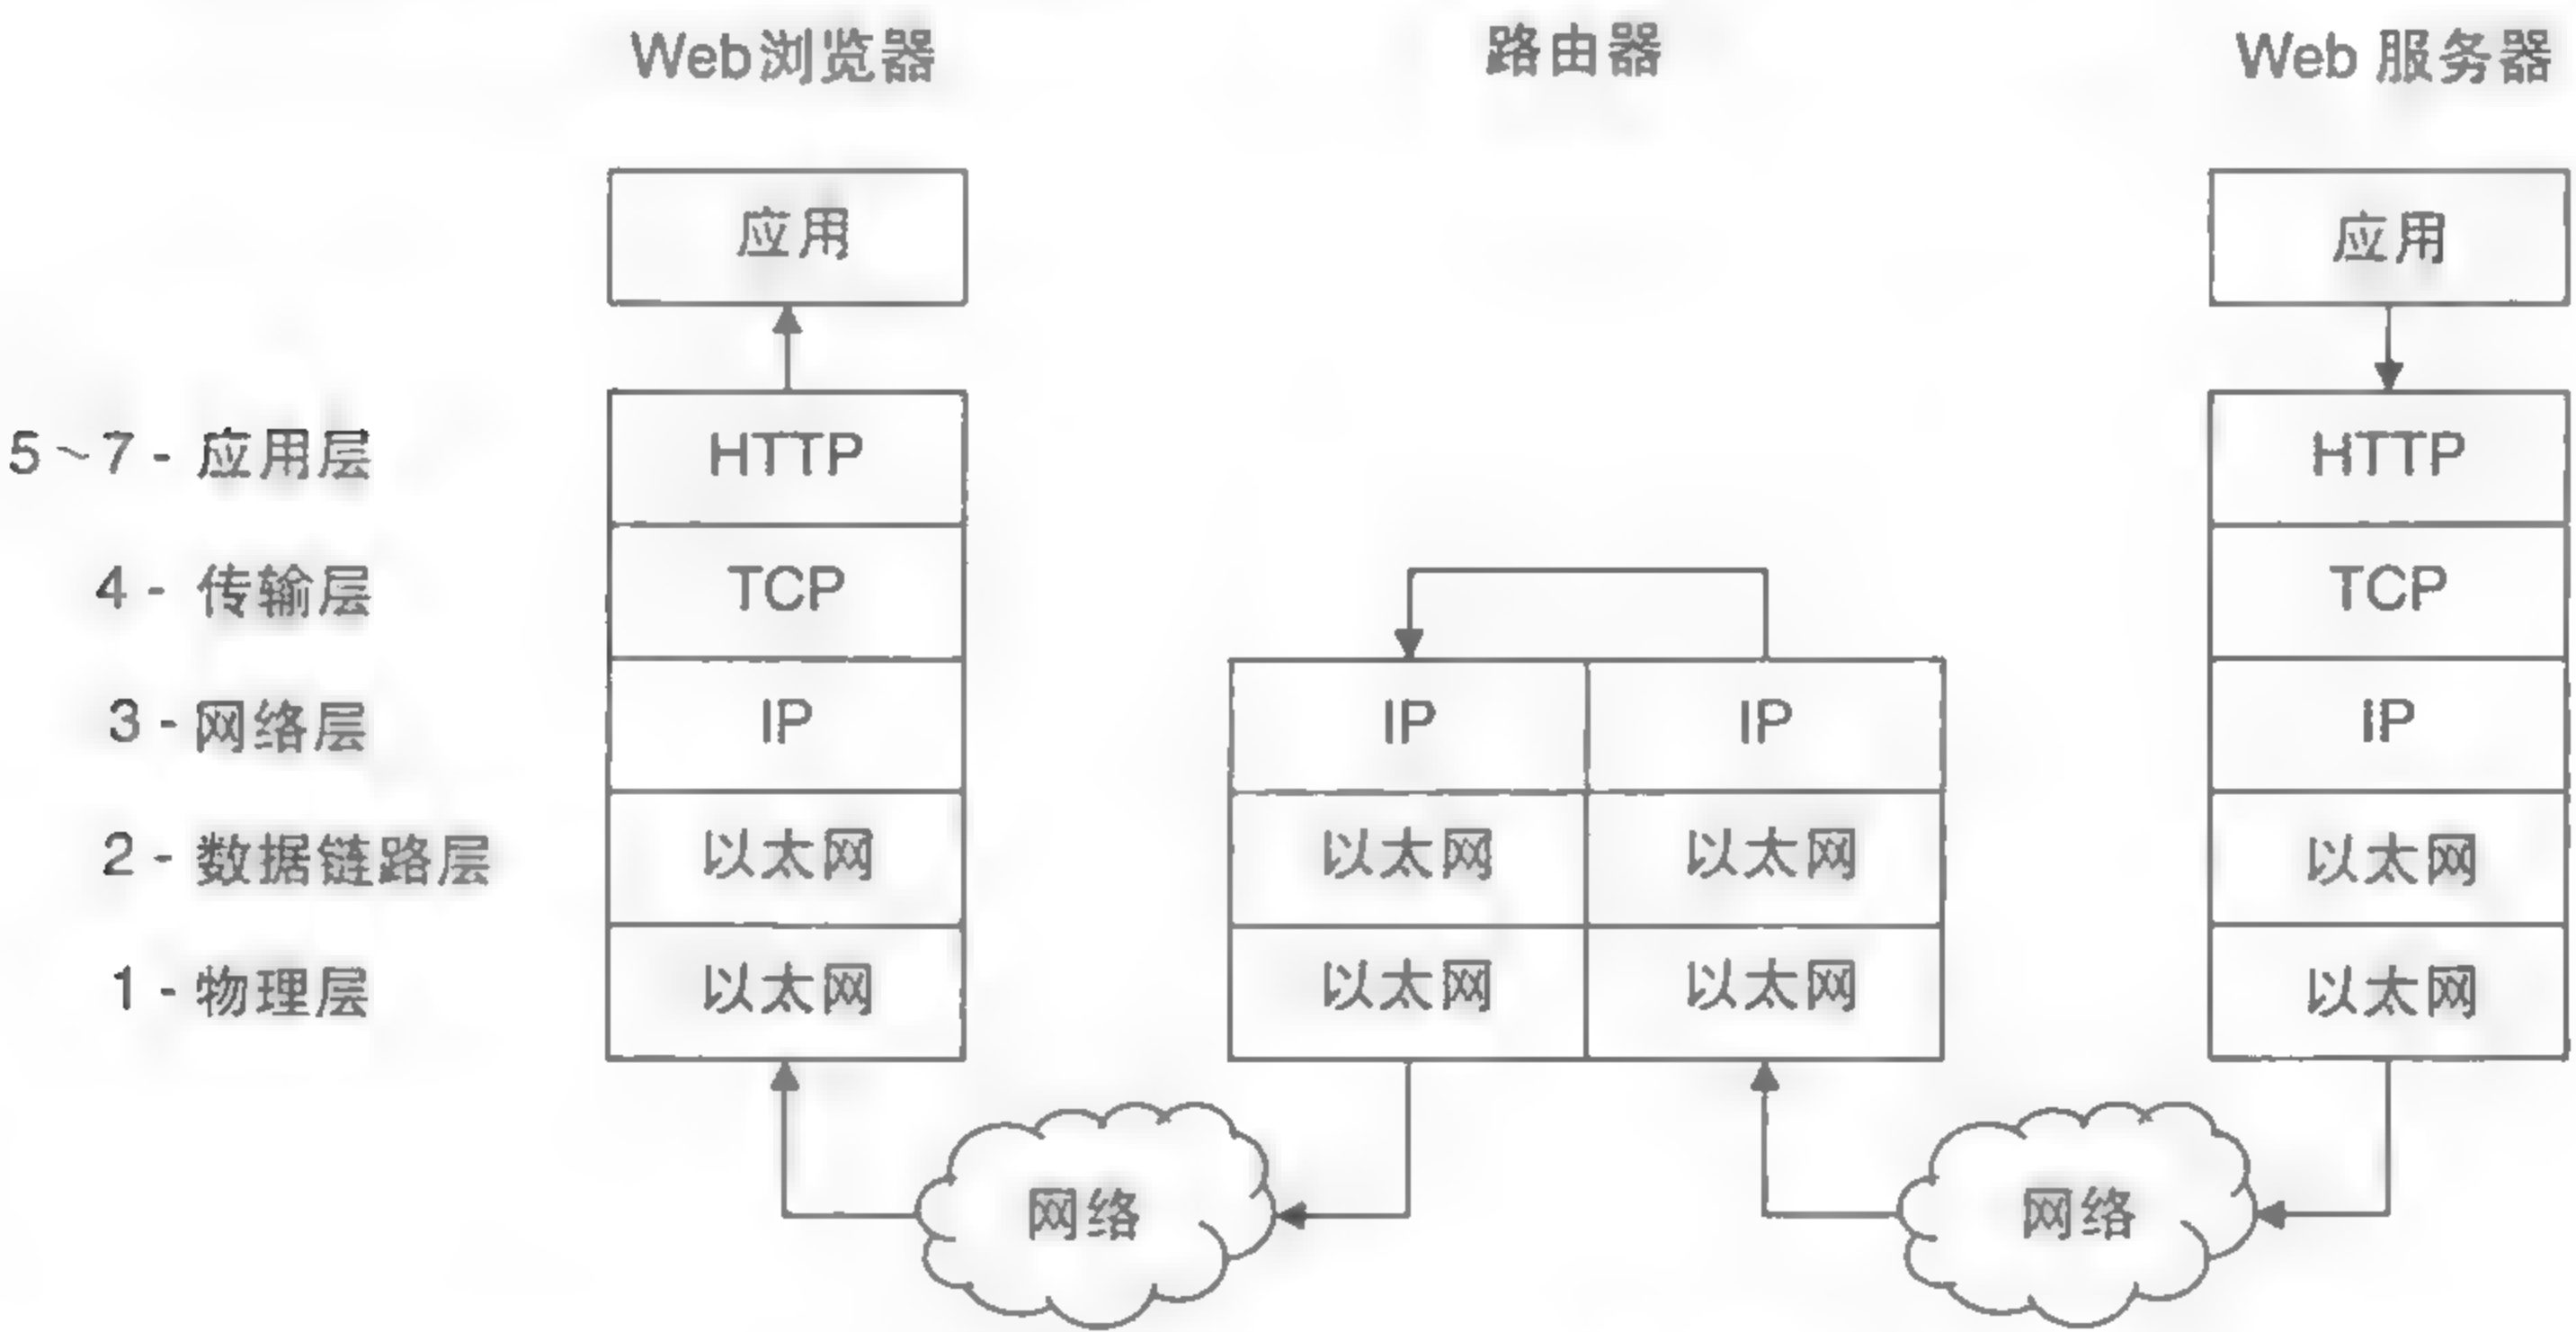 Web浏览器 路由器 Web 服务器
应用 应用
5~7 - 应用层 HTTP HTTP
4 - 传输层 TCP TCP
3 - 网络层 IP IP IP IP
2 - 数据链路层 以太网 以太网 以太网 以太网
1 - 物理层 以太网 以太网 以太网 以太网
网络 网络